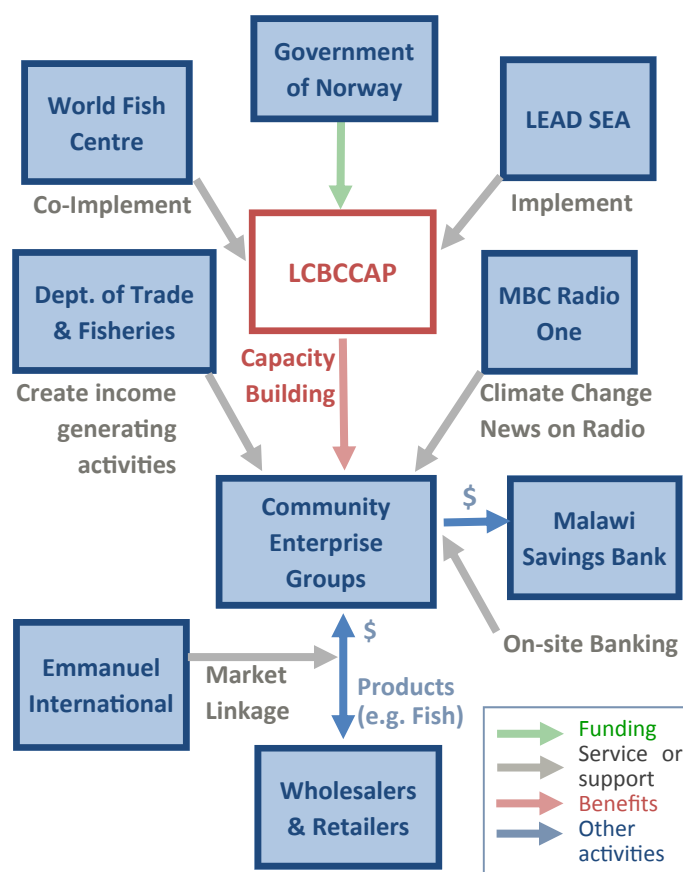 Government
of Norway
World Fish
Centre
LEAD SEA
Co-Implement
Implement
LCBCCAP
Dept. of Trade
& Fisheries
MBC Radio
One
Capacity
Building
Create income
generating
activities
Climate Change
News on Radio
Community
Enterprise
Groups
$
Malawi
Savings Bank
On-site Banking
$
Emmanuel
International
Market
Linkage
Products
(e.g. Fish)
Wholesalers
& Retailers
Funding
Service or
support
Benefits
Other
activities